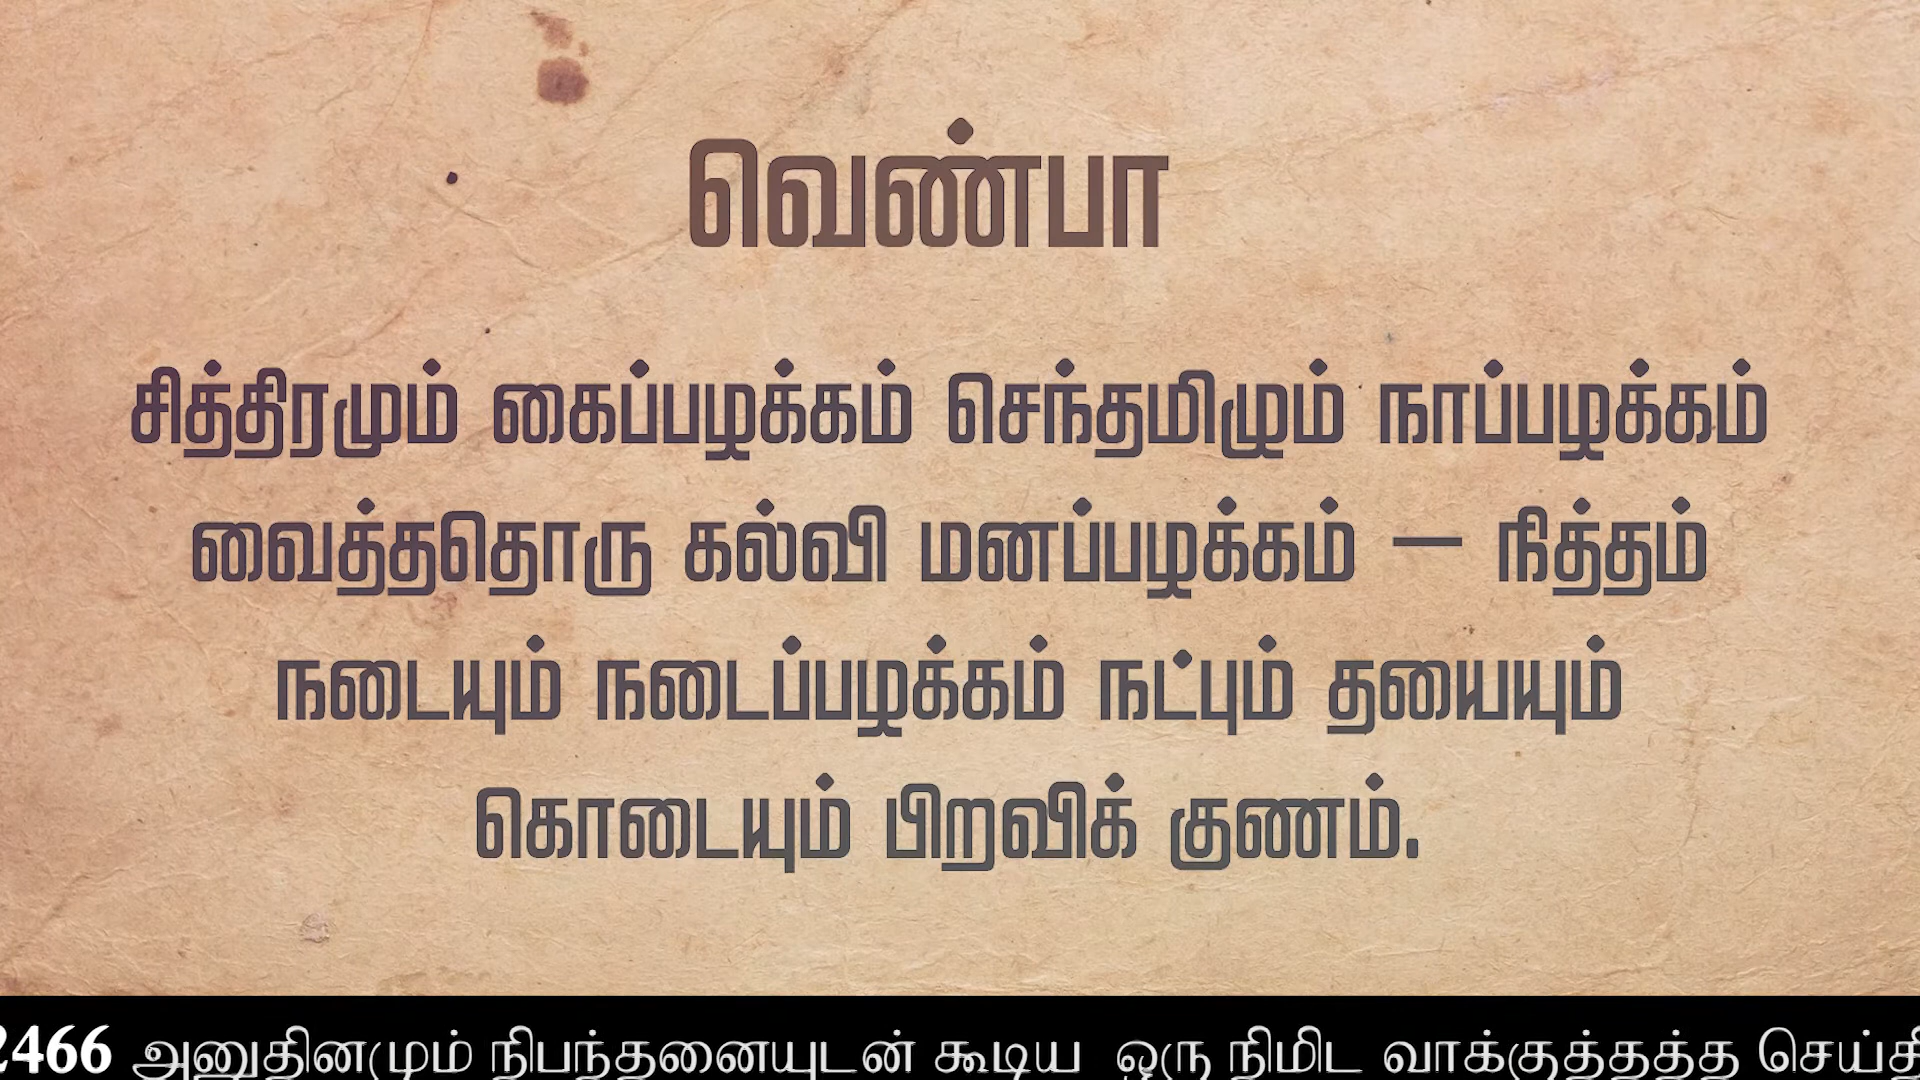 வெண்பா
சித்திரமும் கைப்பழக்கம் செந்தமிழும் நாப்பழக்கம்
வைத்ததொரு கல்வி மனப்பழக்கம் – நித்தம்
நடையும் நடைப்பழக்கம் நட்பும் தயையும்
கொடையும் பிறவிக் குணம்.
2466 அனுதினமும் நிபந்தனையுடன் கூடிய ஒரு நிமிட வாக்குத்தத்த செய்தி